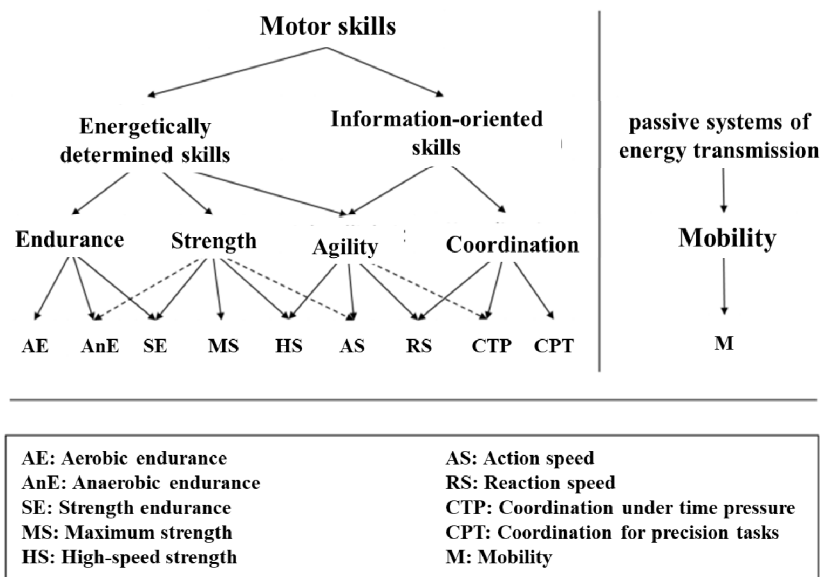 Motor skills
Energetically
determined skills
Information-oriented
skills
passive systems of
energy transmission
Endurance
Strength
Agility
Coordination
Mobility
AE
AnE
SE
MS
HS
AS
RS
CTP
CPT
M
AE: Aerobic endurance
AnE: Anaerobic endurance
SE: Strength endurance
MS: Maximum strength
HS: High-speed strength
AS: Action speed
RS: Reaction speed
CTP: Coordination under time pressure
CPT: Coordination for precision tasks
M: Mobility